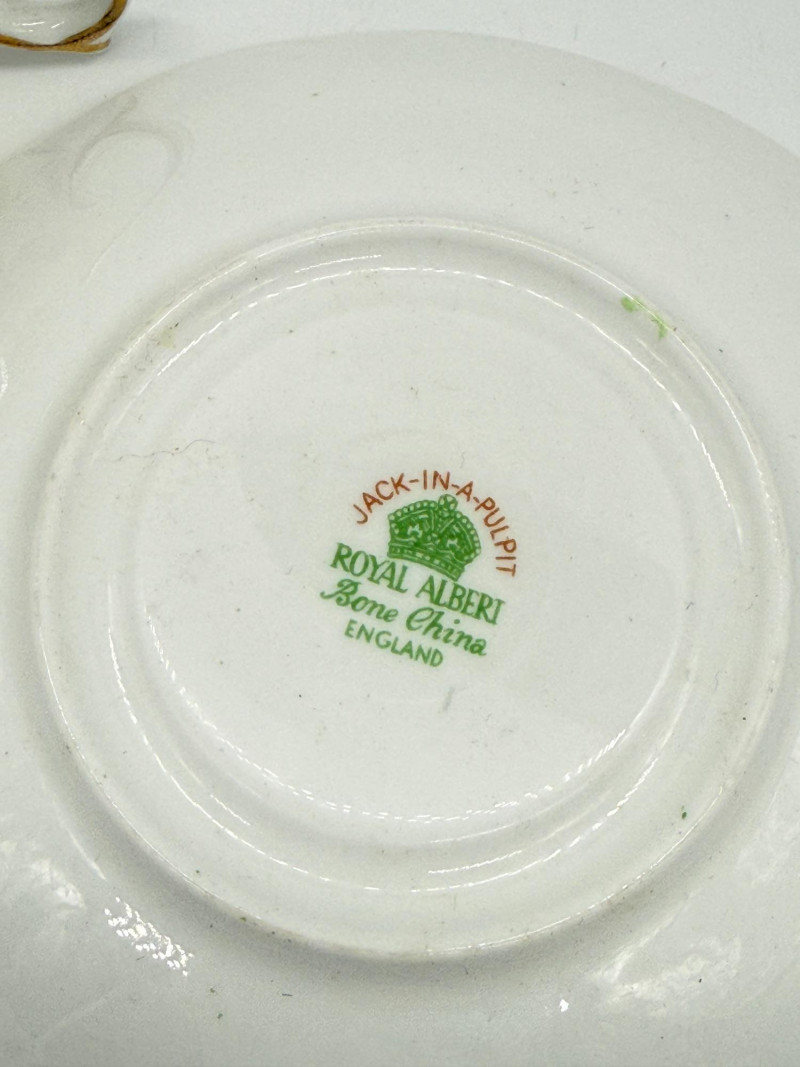 JACK-IN-A-PULPIT
ROYAL ALBERT
Bone China
ENGLAND